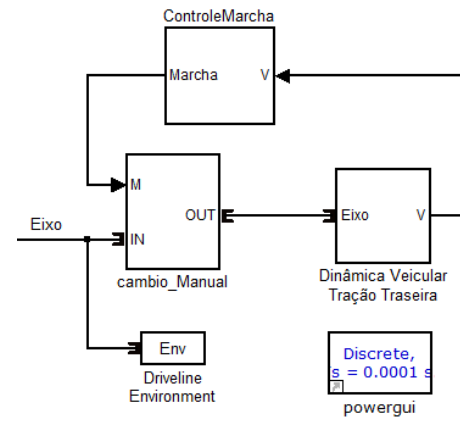 ControleMarcha
Marcha V
M
Eixo
OUT
IN
Eixo V
cambio_Manual
Dinâmica Veicular
Tração Traseira
Env
Driveline
Environment
Discrete,
s = 0.0001 s
powergui